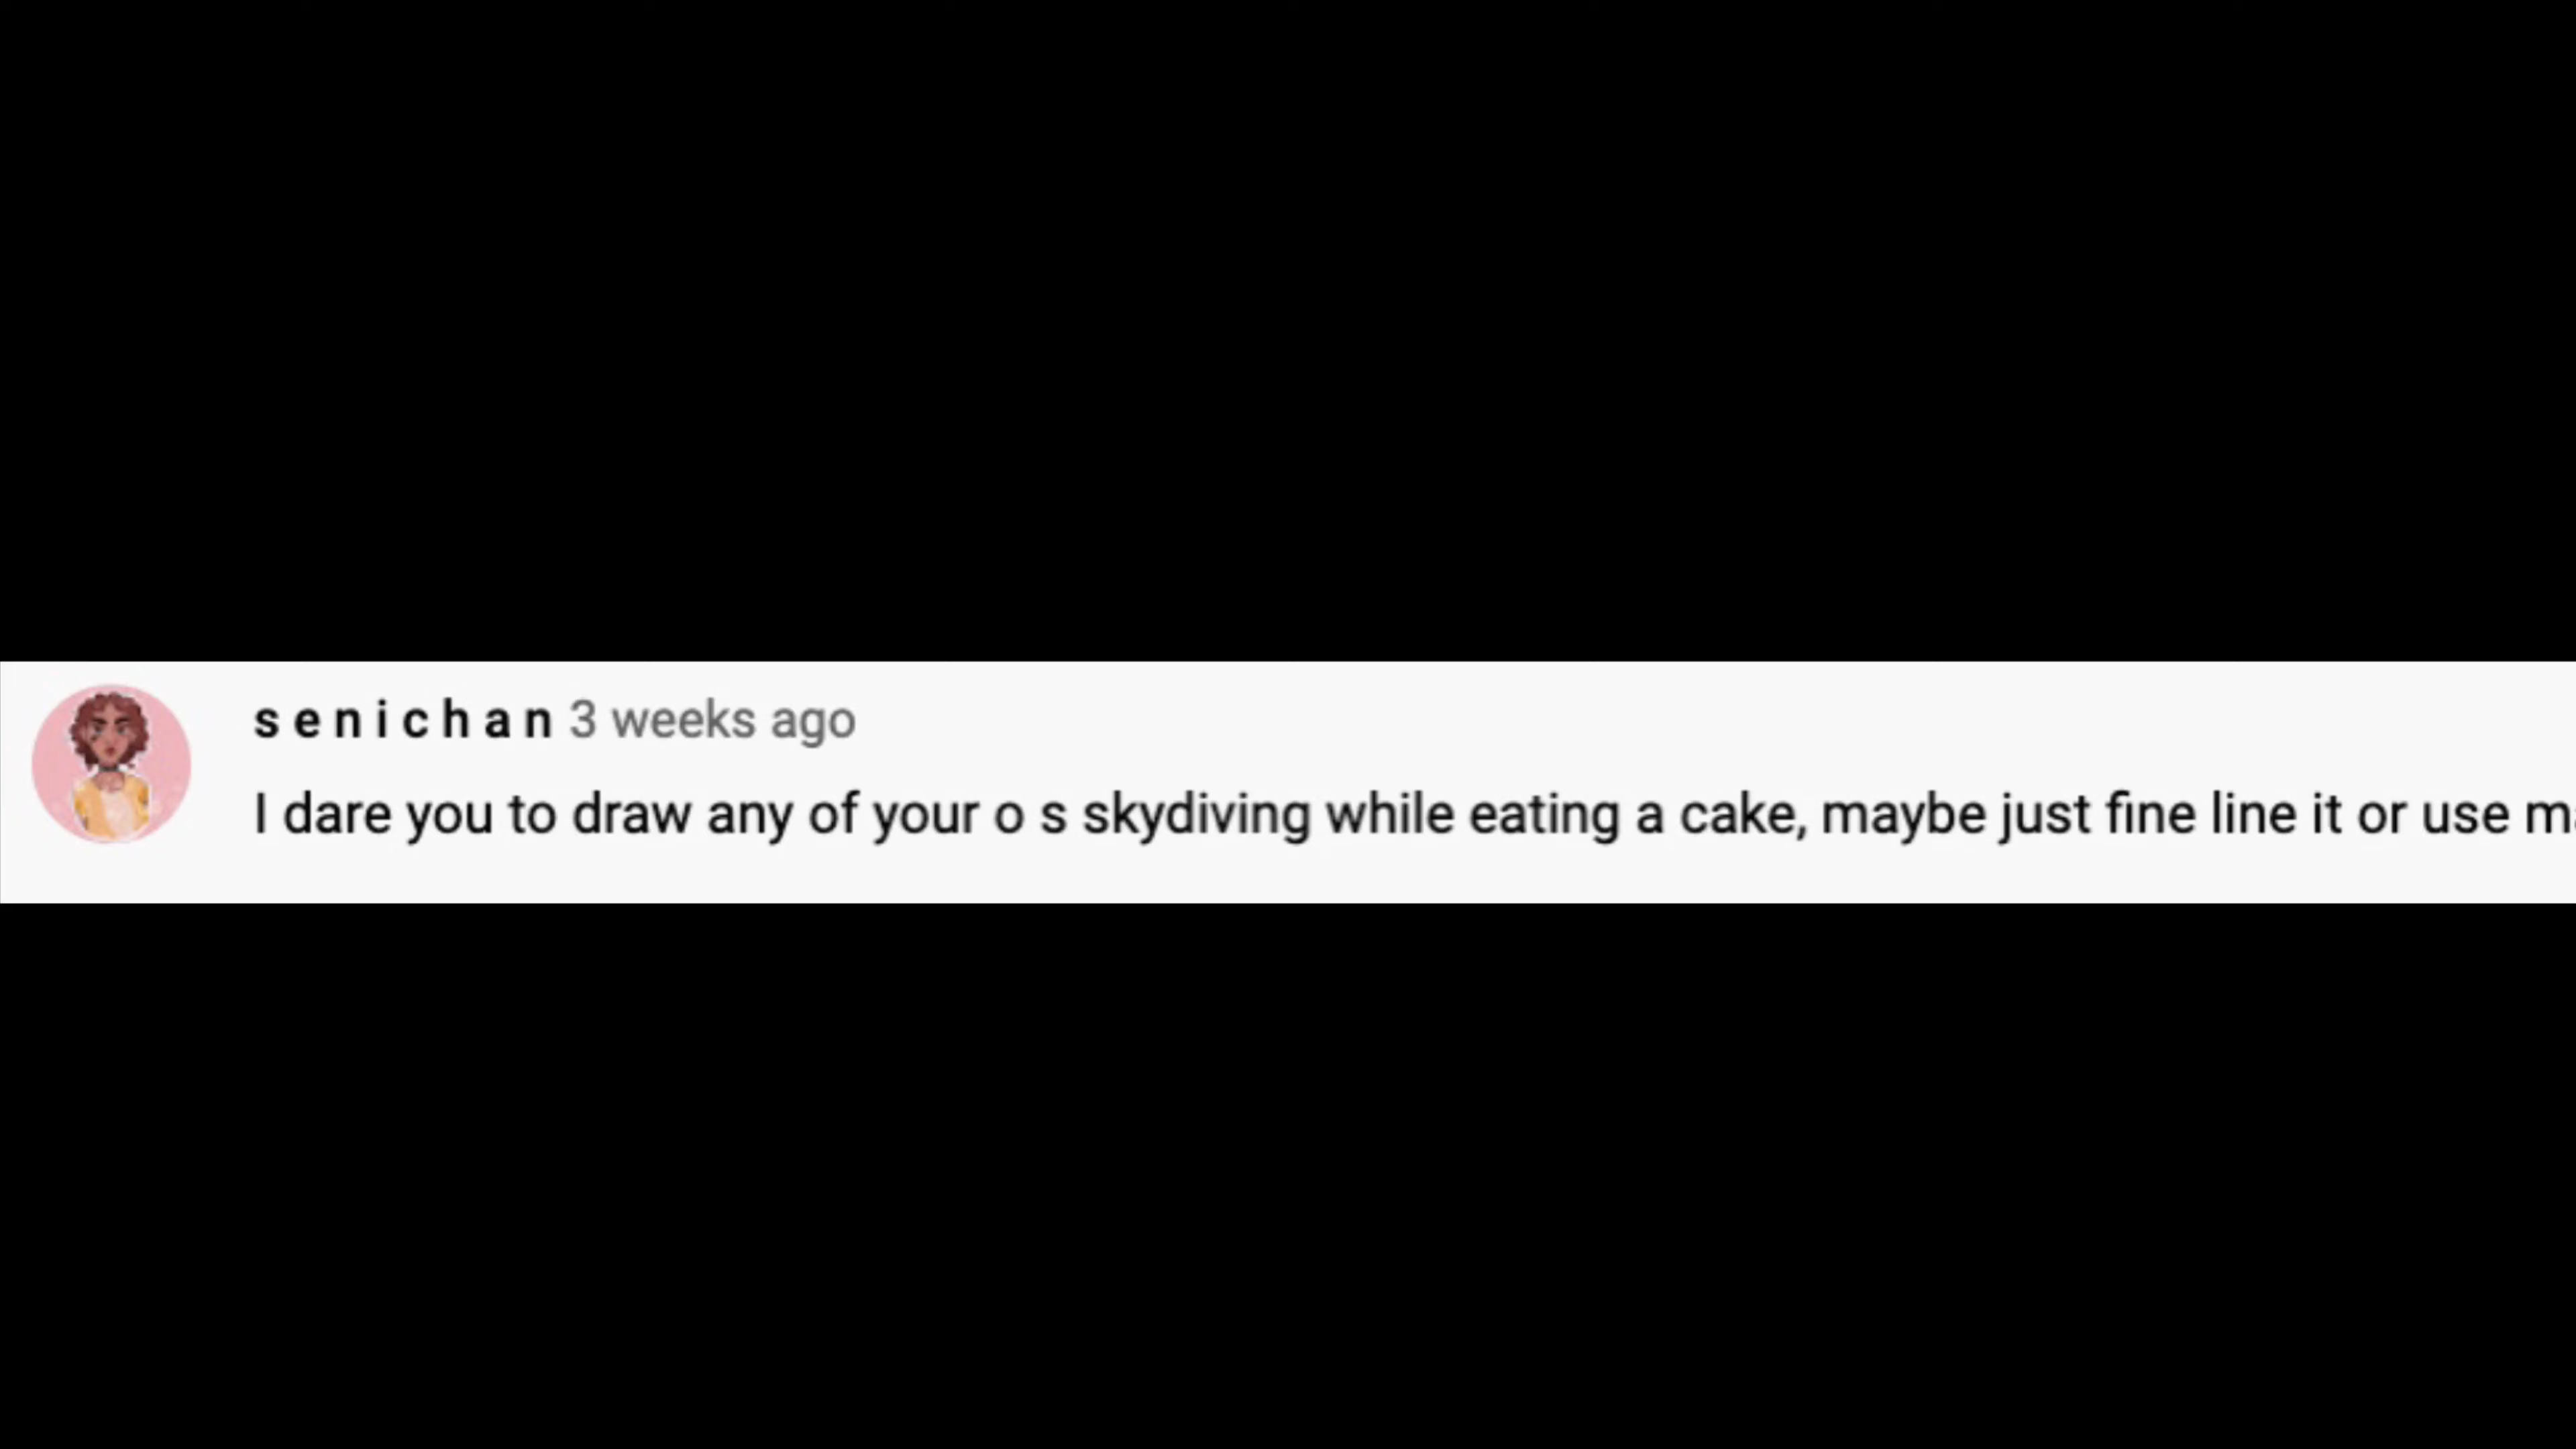 s e n i c h a n 3 weeks ago
I dare you to draw any of your o s skydiving while eating a cake, maybe just fine line it or use